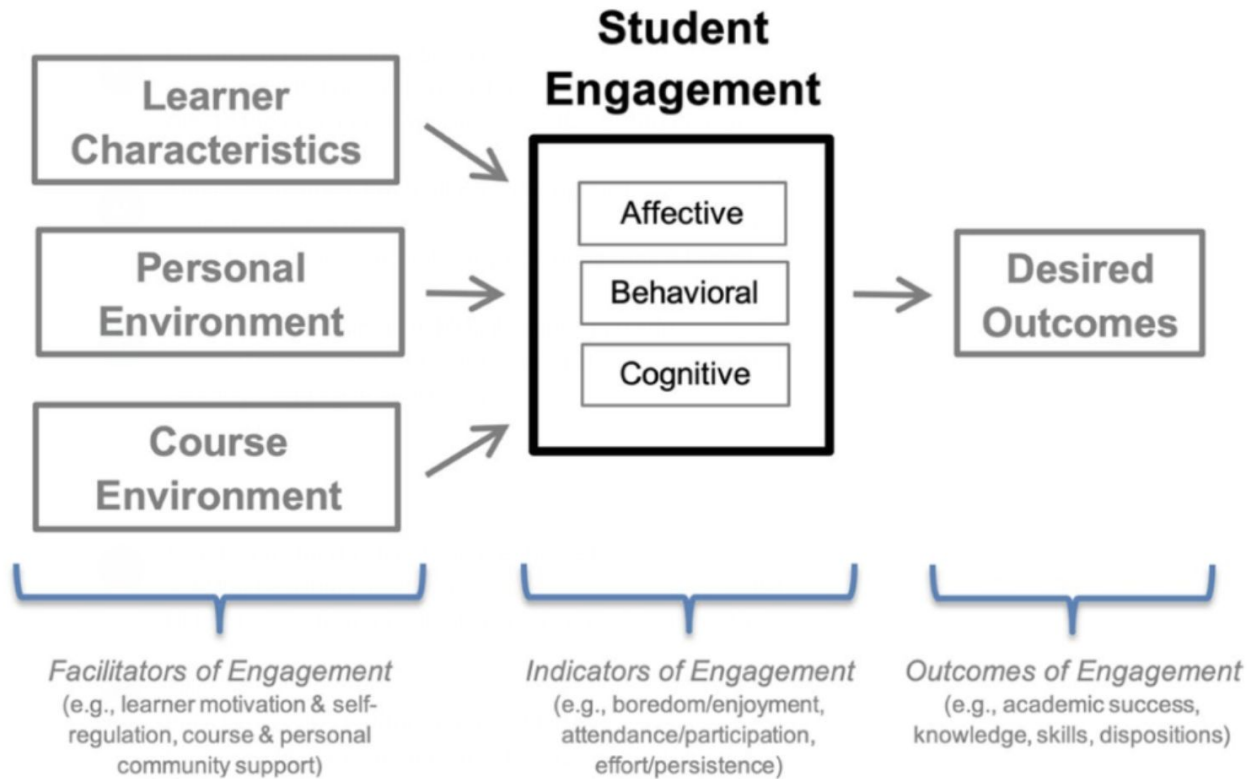 Student
Engagement
Learner
Characteristics
Personal
Environment
Course
Environment
Affective
Behavioral
Cognitive
Desired
Outcomes
Facilitators of Engagement
(e.g., learner motivation & self-
regulation, course & personal
community support)
Indicators of Engagement
(e.g., boredom/enjoyment,
attendance/participation,
effort/persistence)
Outcomes of Engagement
(e.g., academic success,
knowledge, skills, dispositions)